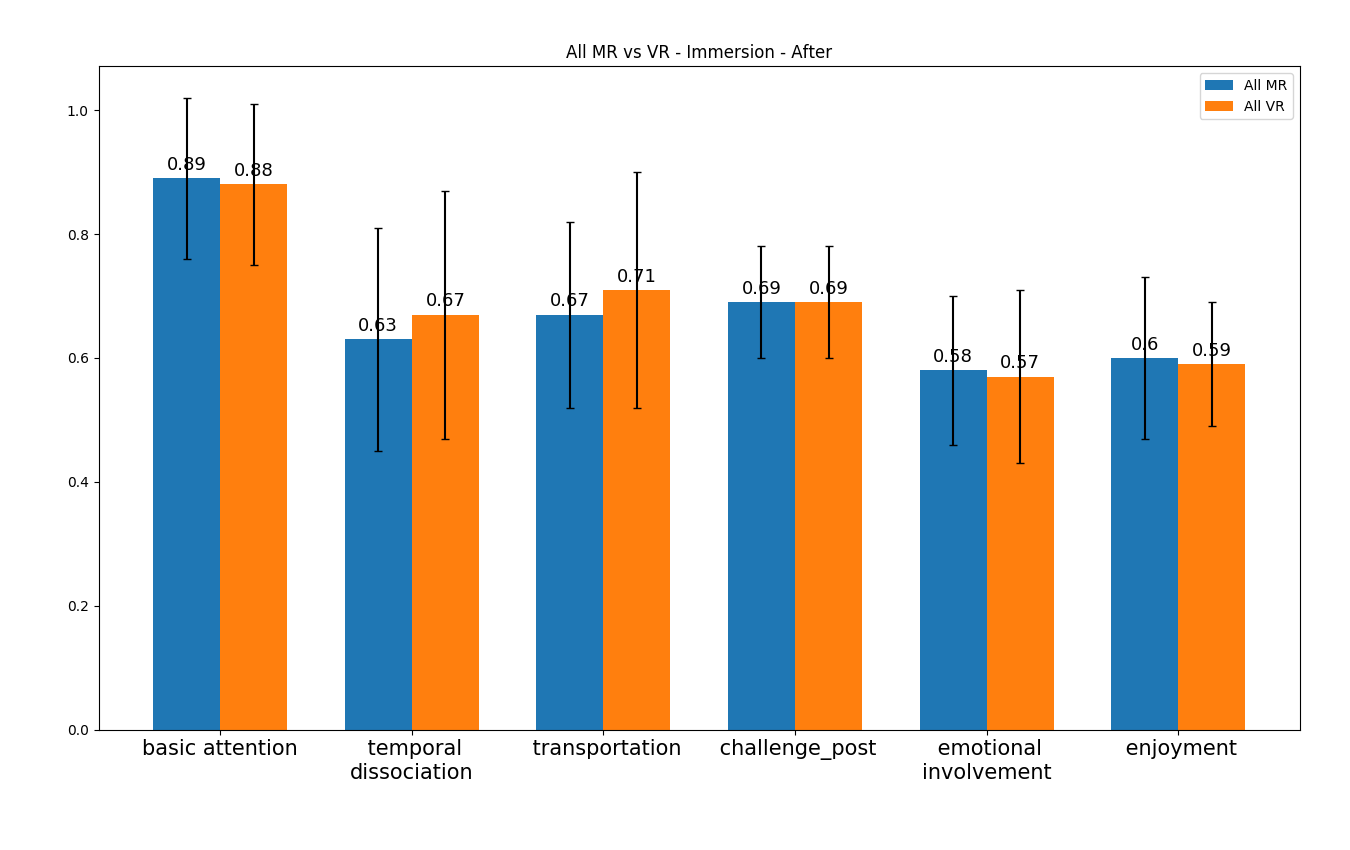 All MR vs VR - Immersion - After
All MR
All VR
1.0
0.8
0.6
0.4
0.2
0.0
0.89
0.88
0.63
0.67
0.67
0.71
0.69
0.69
0.58
0.57
0.6
0.59
basic attention
temporal
dissociation
transportation
challenge_post
emotional
involvement
enjoyment